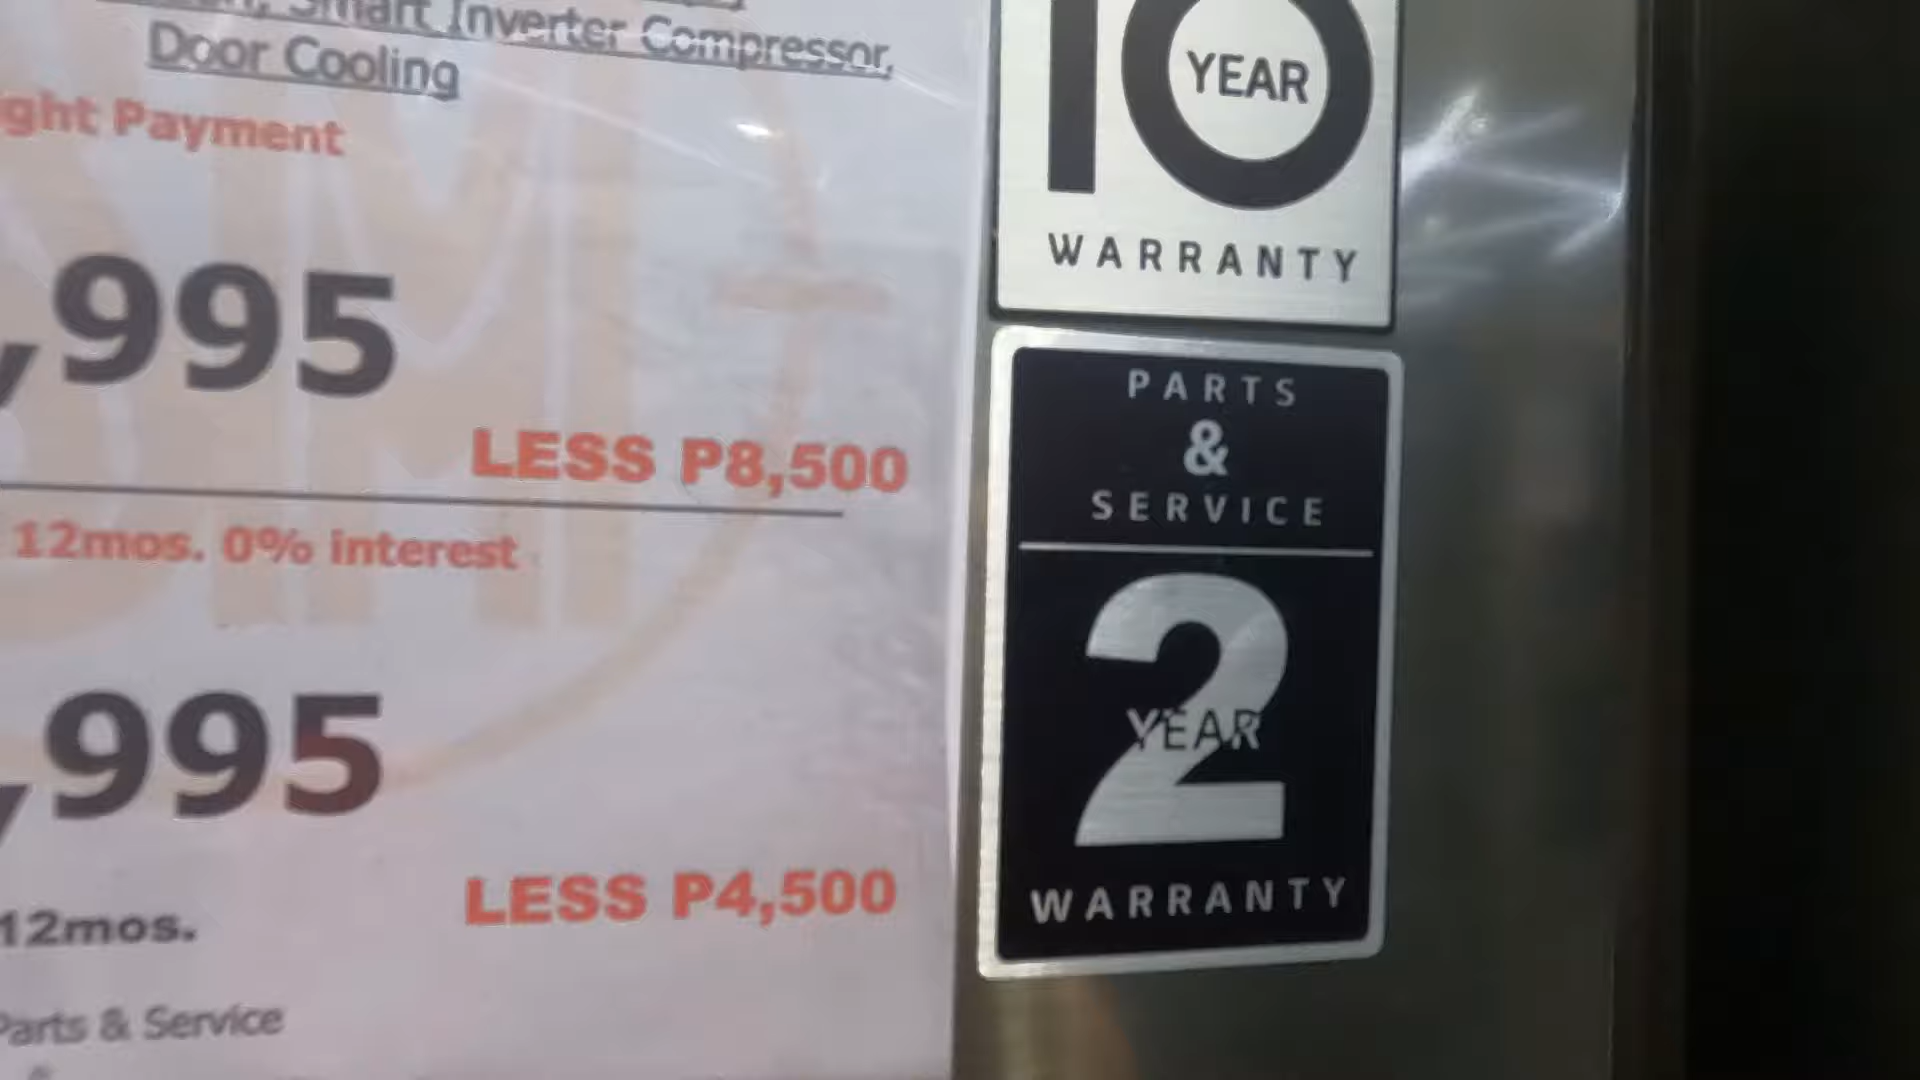 Smart Inverter Compressor,
Door Cooling
Payment
,995
LESS P8,500
12mos. 0% interest
,995
LESS P4,500
12mos.
Parts & Service
10
YEAR
WARRANTY
PARTS
&
SERVICE
2
YEAR
WARRANTY